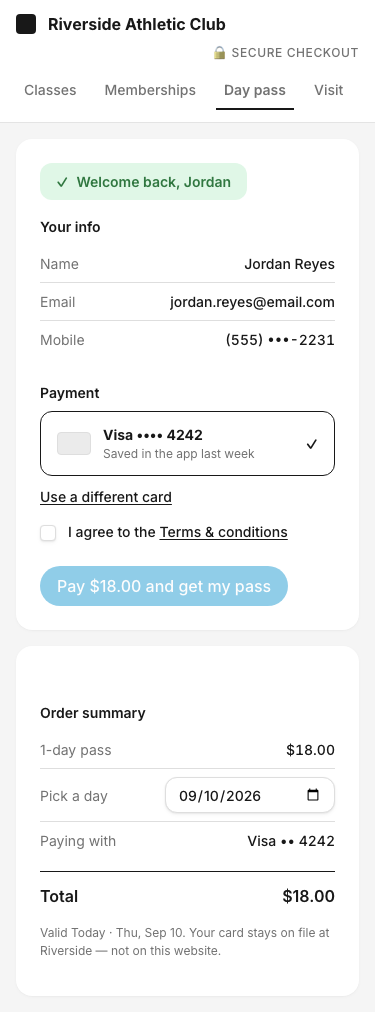 Riverside Athletic Club
🔒 SECURE CHECKOUT
Classes Memberships Day pass Visit
✓ Welcome back, Jordan
Your info
Name Jordan Reyes
Email jordan.reyes@email.com
Mobile (555) •••-2231
Payment
Visa •••• 4242 ✓
Saved in the app last week
Use a different card
I agree to the Terms & conditions
Pay $18.00 and get my pass
Order summary
1-day pass $18.00
Pick a day 09/10/2026
Paying with Visa •• 4242
Total $18.00
Valid Today · Thu, Sep 10. Your card stays on file at
Riverside — not on this website.